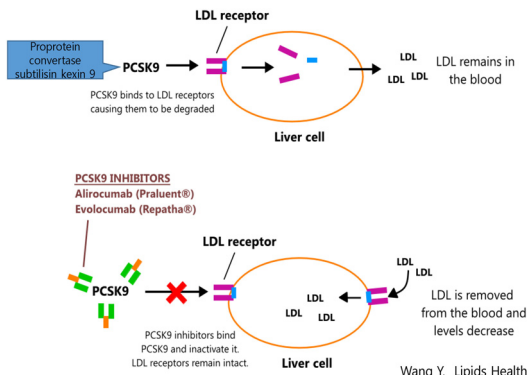 LDL receptor
Proprotein
convertase
subtilisin kexin 9
PCSK9
LDL
LDL LDL
LDL remains in
the blood
PCSK9 binds to LDL receptors
causing them to be degraded
Liver cell
PCSK9 INHIBITORS
Alirocumab (Praluent®)
Evolocumab (Repatha®)
LDL receptor
PCSK9
LDL
LDL
LDL
LDL LDL
LDL is removed
from the blood and
levels decrease
PCSK9 inhibitors bind
PCSK9 and inactivate it.
LDL receptors remain intact.
Liver cell
Wang Y. Lipids Health